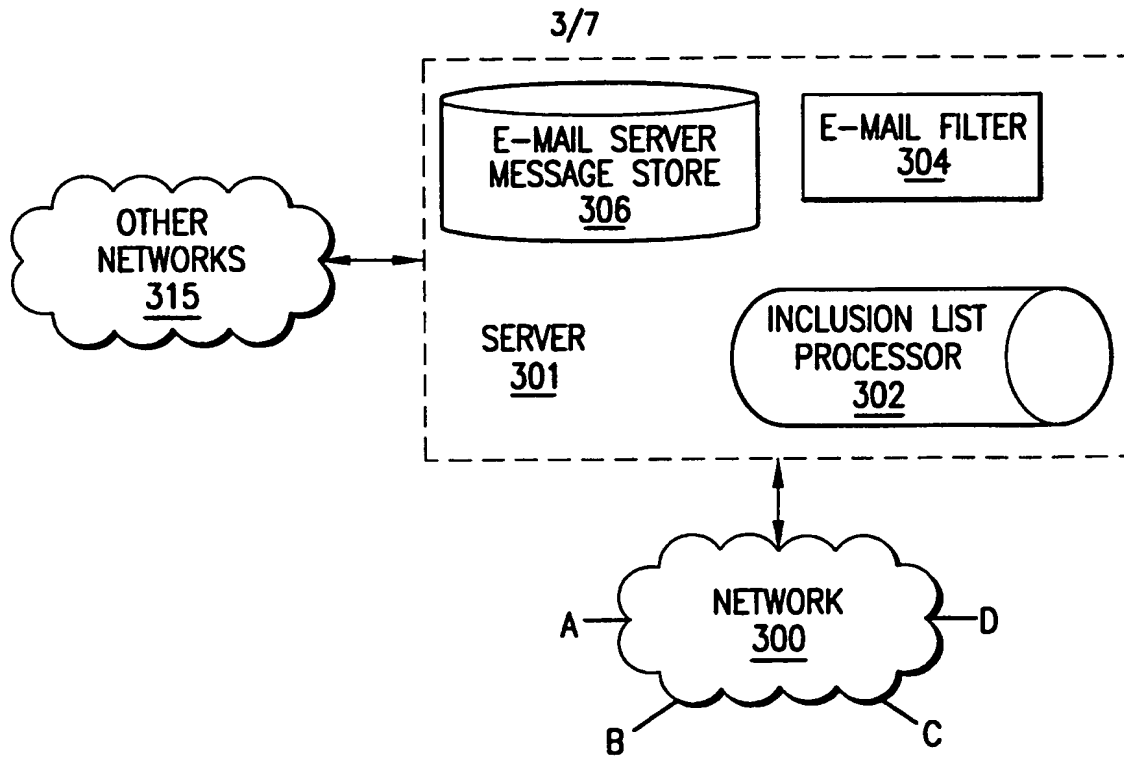 3/7
E-MAIL SERVER
MESSAGE STORE
306
E-MAIL FILTER
304
OTHER
NETWORKS
315
SERVER
301
INCLUSION LIST
PROCESSOR
302
NETWORK
300
A
D
B
C